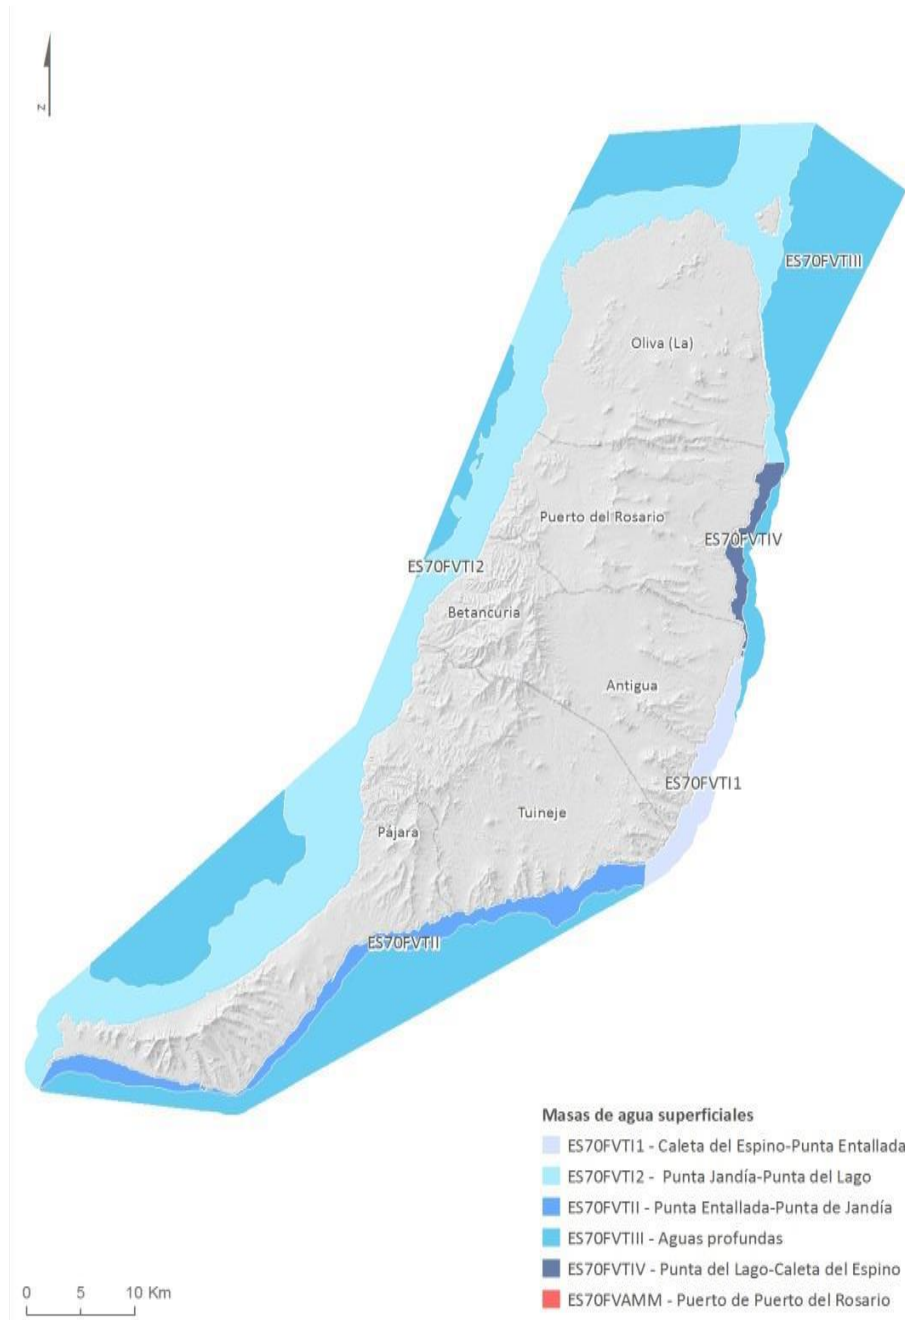 z
ES70FVTIII
Oliva (La)
Puerto del Rosario
ES70FVTIV
ES70FVTI2
Betancuria
Antigua
ES70FVTI1
Tuineje
Pájara
ES70FVTII
Masas de agua superficiales
ES70FVTI1 - Caleta del Espino-Punta Entallada
ES70FVTI2 - Punta Jandía-Punta del Lago
ES70FVTII - Punta Entallada-Punta de Jandía
ES70FVTIII - Aguas profundas
ES70FVTIV - Punta del Lago-Caleta del Espino
ES70FVAMM - Puerto de Puerto del Rosario
0 5 10 Km